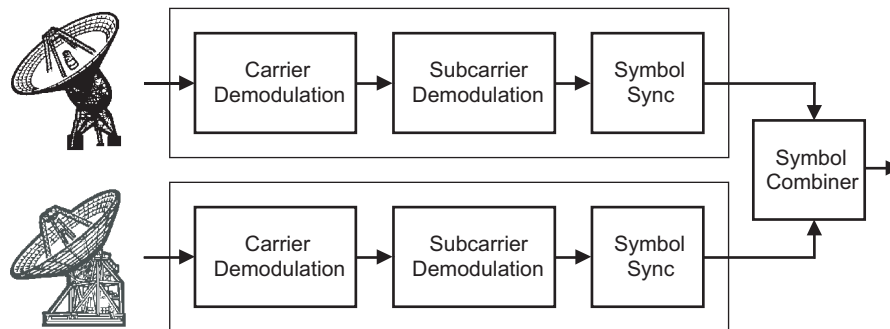 Carrier
Demodulation
Subcarrier
Demodulation
Symbol
Sync
Symbol
Combiner
Carrier
Demodulation
Subcarrier
Demodulation
Symbol
Sync